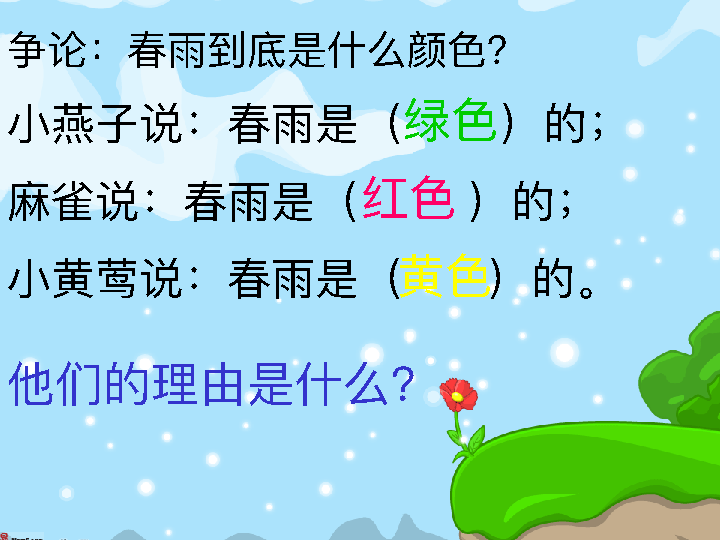 争论：春雨到底是什么颜色?
小燕子说：春雨是（绿色）的；
麻雀说：春雨是（红色 ）的；
小黄莺说：春雨是（黄色）的。
他们的理由是什么?